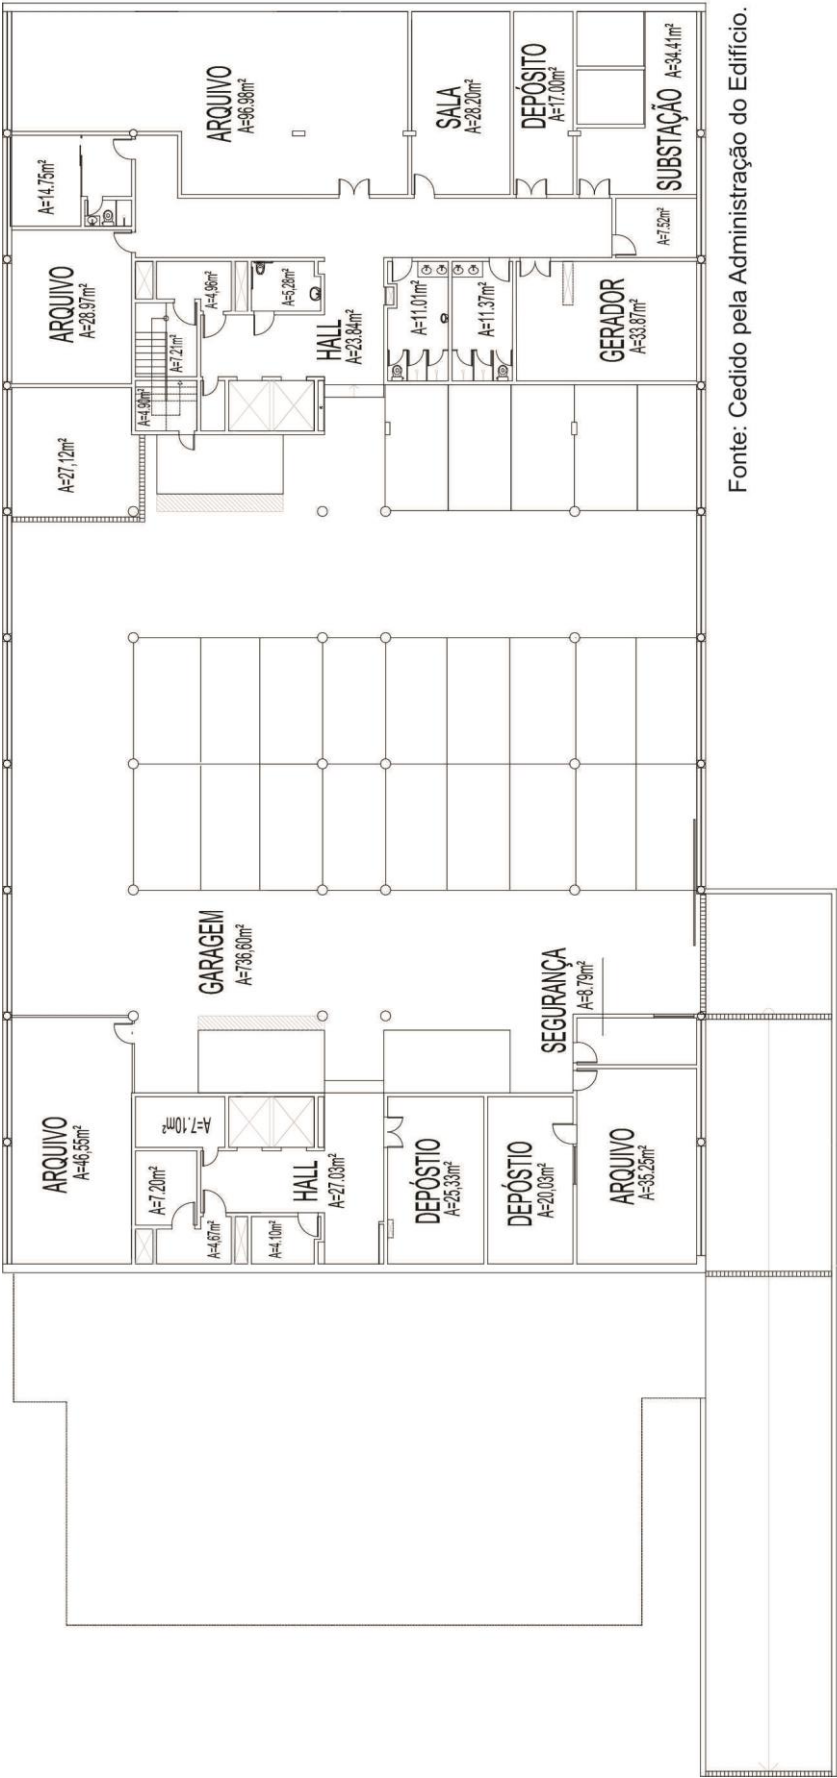 ARQUIVO
A=96.98m²
SALA
A=28.20m²
DEPÓSITO
A=17.00m²
SUBSTAÇÃO A=34.41m²
A=14.75m²
A=7.52m²
ARQUIVO
A=28.97m²
A=4,96m²
A=5,28m²
A=7.21m²
HALL
A=23.84m²
A=11.01m²
A=11.37m²
GERADOR
A=33.87m²
A=4.90m²
A=27,12m²
GARAGEM
A=736,60m²
SEGURANÇA
A=8.79m²
ARQUIVO
A=46,55m²
A=7.10m²
A=7.20m²
A=4,67m²
A=4.10m²
HALL
A=27.03m²
DEPÓSTIO
A=25,33m²
DEPÓSTIO
A=20,03m²
ARQUIVO
A=35.25m²
Fonte: Cedido pela Administração do Edifício.